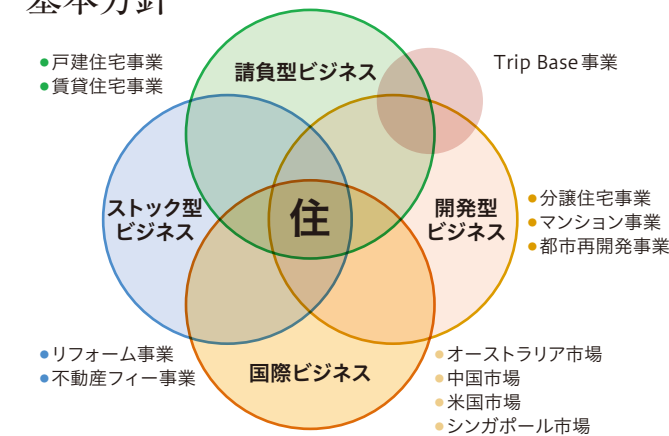 基本方針
●戸建住宅事業
●賃貸住宅事業
請負型ビジネス
Trip Base事業
ストック型
ビジネス
住
開発型
ビジネス
●分譲住宅事業
●マンション事業
●都市再開発事業
●リフォーム事業
●不動産フィー事業
国際ビジネス
●オーストラリア市場
●中国市場
●米国市場
●シンガポール市場